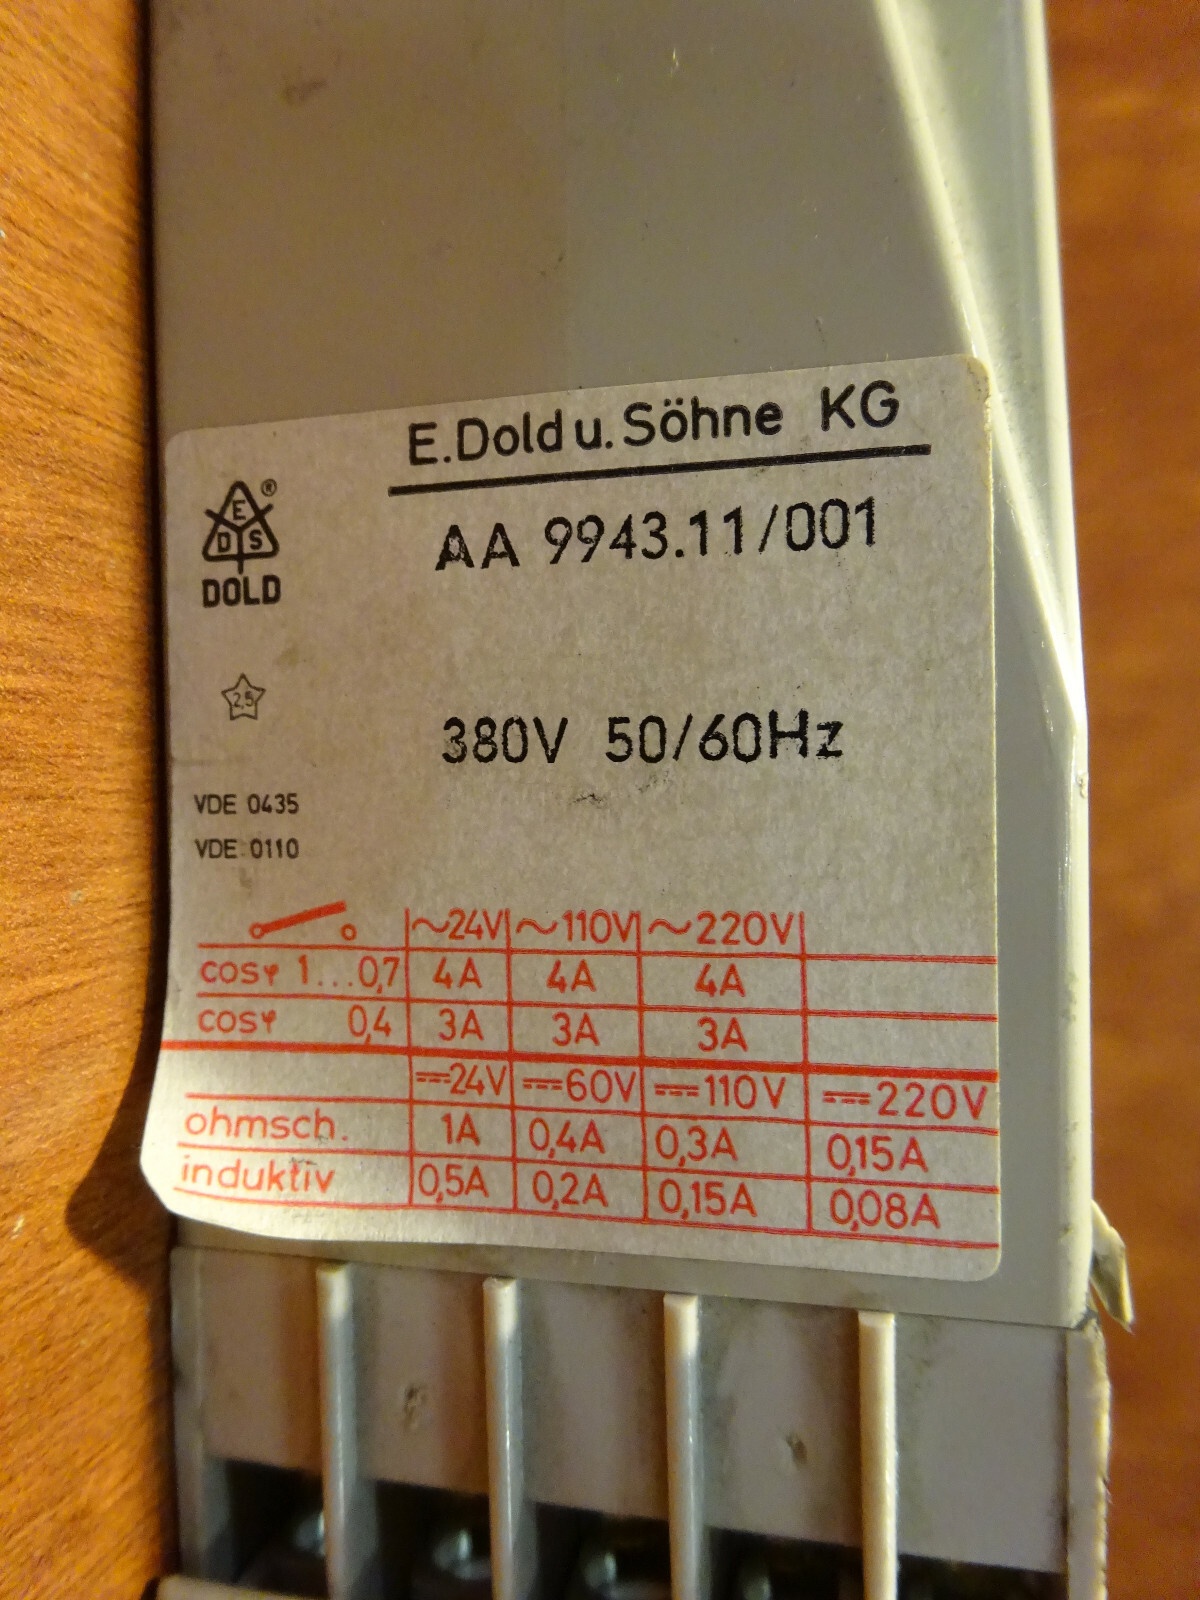 E.Dold u. Söhne KG
E ®
D S
DOLD
AA 9943.11/001
2,5
380V 50/60Hz
VDE 0435
VDE 0110
~24V ~110V ~220V
cosφ 1...0,7 4A 4A 4A
cosφ 0,4 3A 3A 3A
⎓24V ⎓60V ⎓110V ⎓220V
ohmsch. 1A 0,4A 0,3A 0,15A
induktiv 0,5A 0,2A 0,15A 0,08A